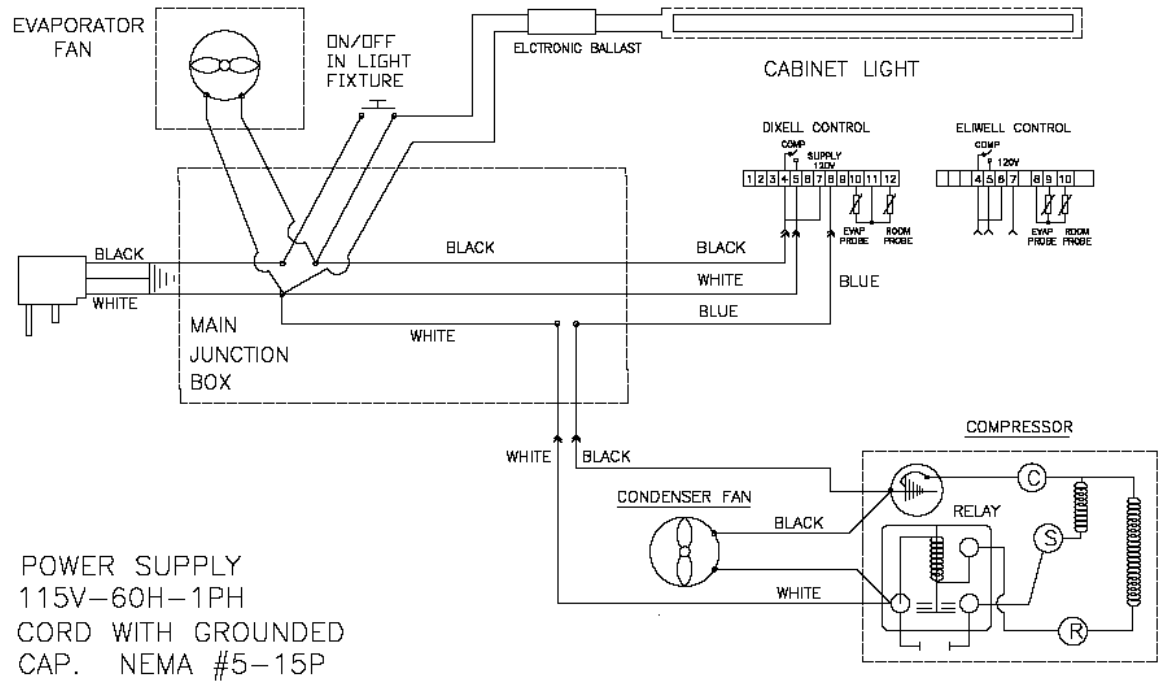 EVAPORATOR
FAN
ON/OFF
IN LIGHT
FIXTURE
ELCTRONIC BALLAST
CABINET LIGHT
DIXELL CONTROL
COMP
SUPPLY
120V
1 2 3 4 5 6 7 8 9 10 11 12
EVAP
PROBE
ROOM
PROBE
ELIWELL CONTROL
COMP
120V
4 5 6 7 8 9 10
EVAP
PROBE
ROOM
PROBE
BLACK
WHITE
BLACK
BLACK
WHITE
BLUE
BLUE
WHITE
MAIN
JUNCTION
BOX
WHITE
BLACK
COMPRESSOR
CONDENSER FAN
BLACK
WHITE
RELAY
C
S
R
POWER SUPPLY
115V-60H-1PH
CORD WITH GROUNDED
CAP. NEMA #5-15P